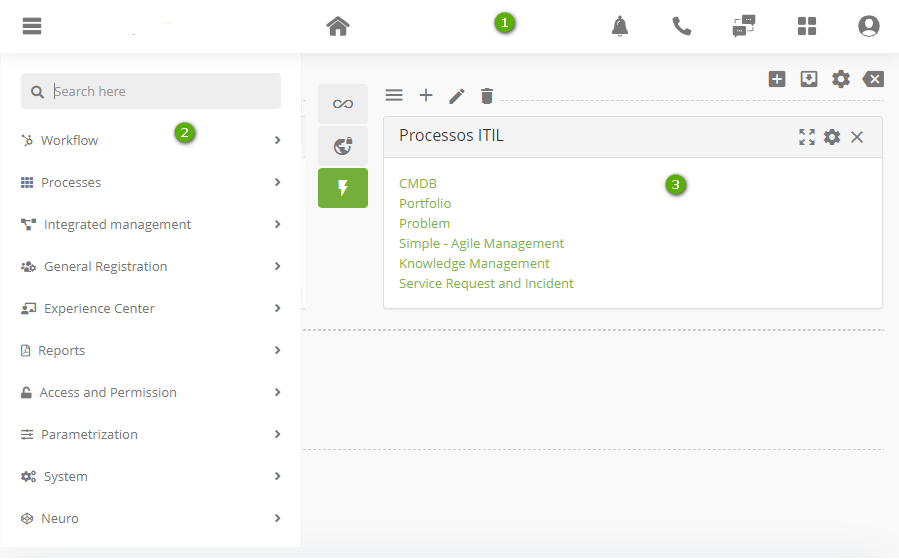 1
Search here
2
Workflow
Processes
Integrated management
General Registration
Experience Center
Reports
Access and Permission
Parametrization
System
Neuro
Processos ITIL
3
CMDB
Portfolio
Problem
Simple - Agile Management
Knowledge Management
Service Request and Incident